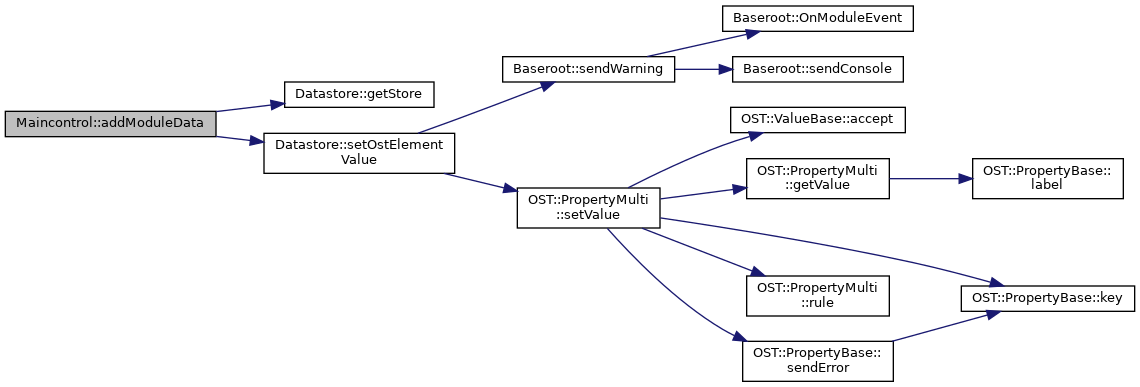 Maincontrol::addModuleData
Datastore::getStore
Datastore::setOstElement
Value
Baseroot::sendWarning
Baseroot::OnModuleEvent
Baseroot::sendConsole
OST::PropertyMulti
::setValue
OST::ValueBase::accept
OST::PropertyMulti
::getValue
OST::PropertyBase::
label
OST::PropertyMulti
::rule
OST::PropertyBase::key
OST::PropertyBase::
sendError